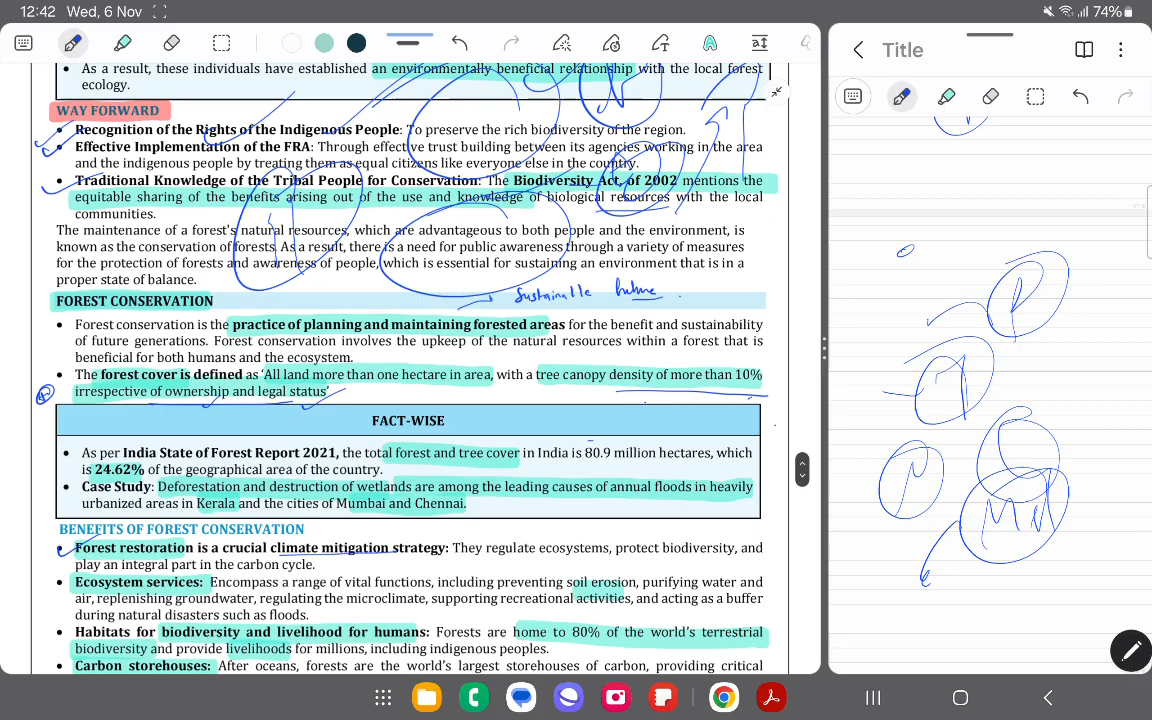 12:42 Wed, 6 Nov
74%
Title
• As a result, these individuals have established an environmentally beneficial relationship with the local forest
ecology.
WAY FORWARD
• Recognition of the Rights of the Indigenous People: To preserve the rich biodiversity of the region.
• Effective Implementation of the FRA: Through effective trust building between its agencies working in the area
and the indigenous people by treating them as equal citizens like everyone else in the country.
• Traditional Knowledge of the Tribal People for Conservation: The Biodiversity Act, of 2002 mentions the
equitable sharing of the benefits arising out of the use and knowledge of biological resources with the local
communities.
The maintenance of a forest's natural resources, which are advantageous to both people and the environment, is
known as the conservation of forests. As a result, there is a need for public awareness through a variety of measures
for the protection of forests and awareness of people, which is essential for sustaining an environment that is in a
proper state of balance.
sustainable future
FOREST CONSERVATION
• Forest conservation is the practice of planning and maintaining forested areas for the benefit and sustainability
of future generations. Forest conservation involves the upkeep of the natural resources within a forest that is
beneficial for both humans and the ecosystem.
• The forest cover is defined as 'All land more than one hectare in area, with a tree canopy density of more than 10%
irrespective of ownership and legal status'
FACT-WISE
• As per India State of Forest Report 2021, the total forest and tree cover in India is 80.9 million hectares, which
is 24.62% of the geographical area of the country.
• Case Study: Deforestation and destruction of wetlands are among the leading causes of annual floods in heavily
urbanized areas in Kerala and the cities of Mumbai and Chennai.
BENEFITS OF FOREST CONSERVATION
• Forest restoration is a crucial climate mitigation strategy: They regulate ecosystems, protect biodiversity, and
play an integral part in the carbon cycle.
• Ecosystem services: Encompass a range of vital functions, including preventing soil erosion, purifying water and
air, replenishing groundwater, regulating the microclimate, supporting recreational activities, and acting as a buffer
during natural disasters such as floods.
• Habitats for biodiversity and livelihood for humans: Forests are home to 80% of the world's terrestrial
biodiversity and provide livelihoods for millions, including indigenous peoples.
• Carbon storehouses: After oceans, forests are the world's largest storehouses of carbon, providing critical
P
N